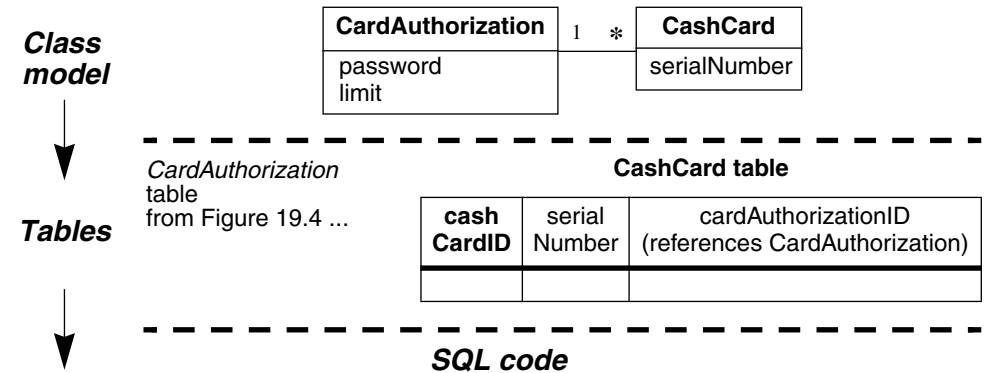 Class
model
CardAuthorization
1
*
CashCard
password
limit
serialNumber
CardAuthorization
table
from Figure 19.4 ...
CashCard table
Tables
cash
CardID
serial
Number
cardAuthorizationID
(references CardAuthorization)
SQL code